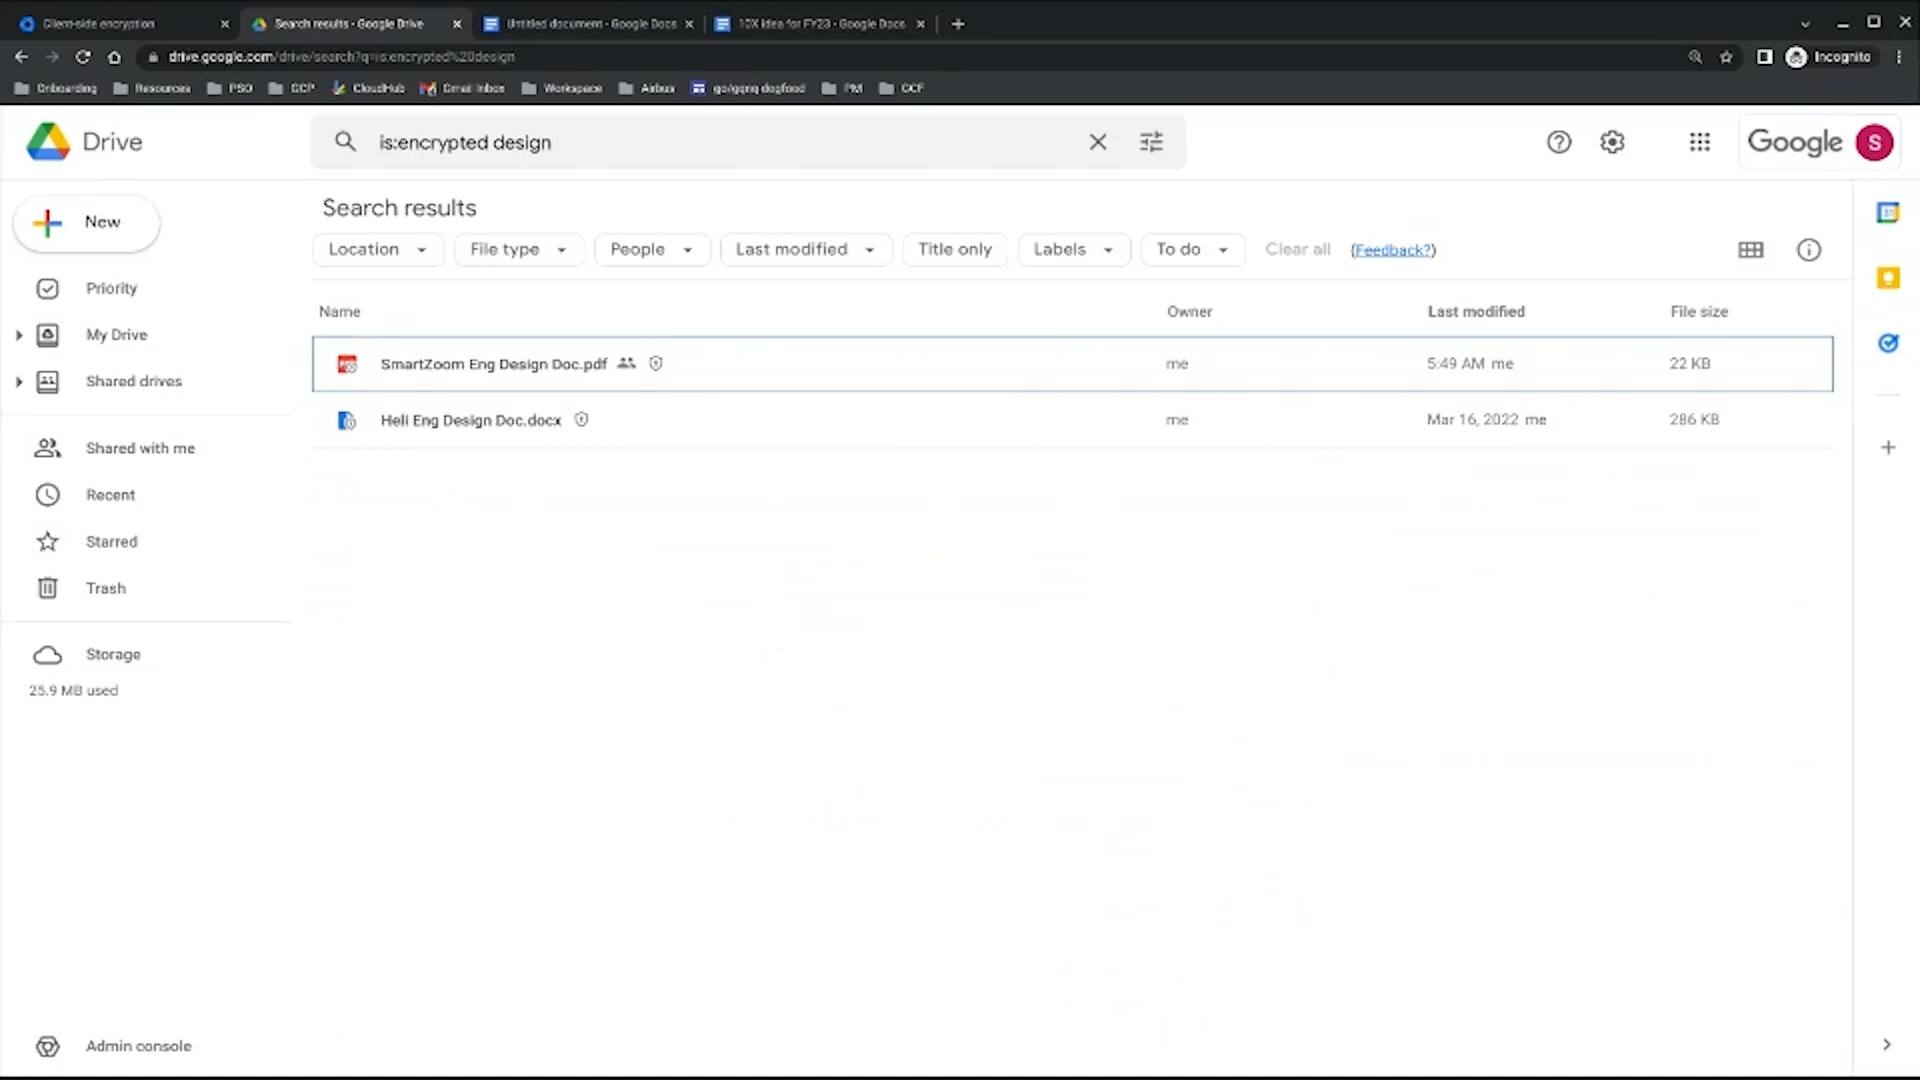 Client-side encryption
Search results - Google Drive
Untitled document - Google Docs
10X idea for FY23 - Google Docs
drive.google.com/drive/search?q=is:encrypted%20design
Incognito
Onboarding
Resources
PSO
GCP
CloudHub
Gmail Inbox
Workspace
Airbus
go/gqnq dogfood
PM
Drive
is:encrypted design
Google
S
New
Search results
Location
File type
People
Last modified
Title only
Labels
To do
Clear all
(Feedback?)
Priority
My Drive
Shared drives
Shared with me
Recent
Starred
Trash
Storage
25.9 MB used
Admin console
Name Owner Last modified File size
SmartZoom Eng Design Doc.pdf me 5:49 AM me 22 KB
Heli Eng Design Doc.docx me Mar 16, 2022 me 286 KB
31